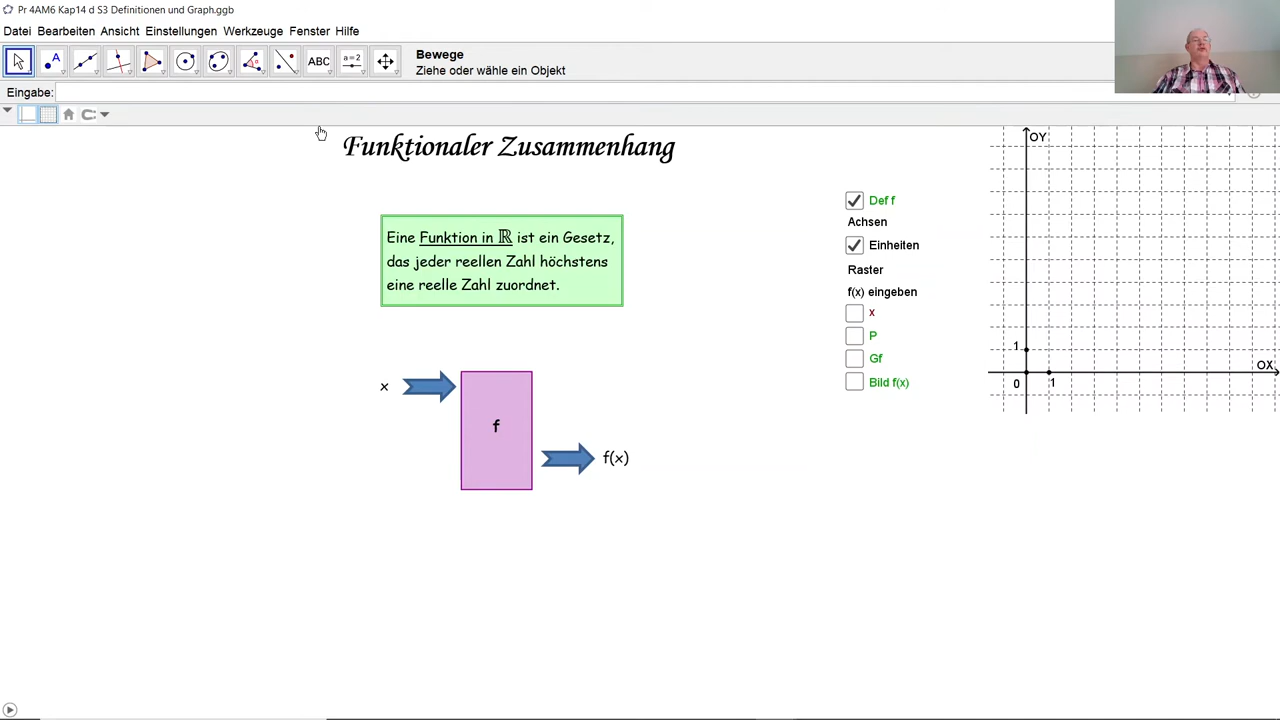 Pr 4AM6 Kap14 d S3 Definitionen und Graph.ggb
Datei Bearbeiten Ansicht Einstellungen Werkzeuge Fenster Hilfe
A
ABC
a=2
Bewege
Ziehe oder wähle ein Objekt
Eingabe:
Funktionaler Zusammenhang
Eine Funktion in ℝ ist ein Gesetz,
das jeder reellen Zahl höchstens
eine reelle Zahl zuordnet.
x
f
f(x)
Def f
Achsen
Einheiten
Raster
f(x) eingeben
x
P
Gf
Bild f(x)
OY
1
OX
0
1